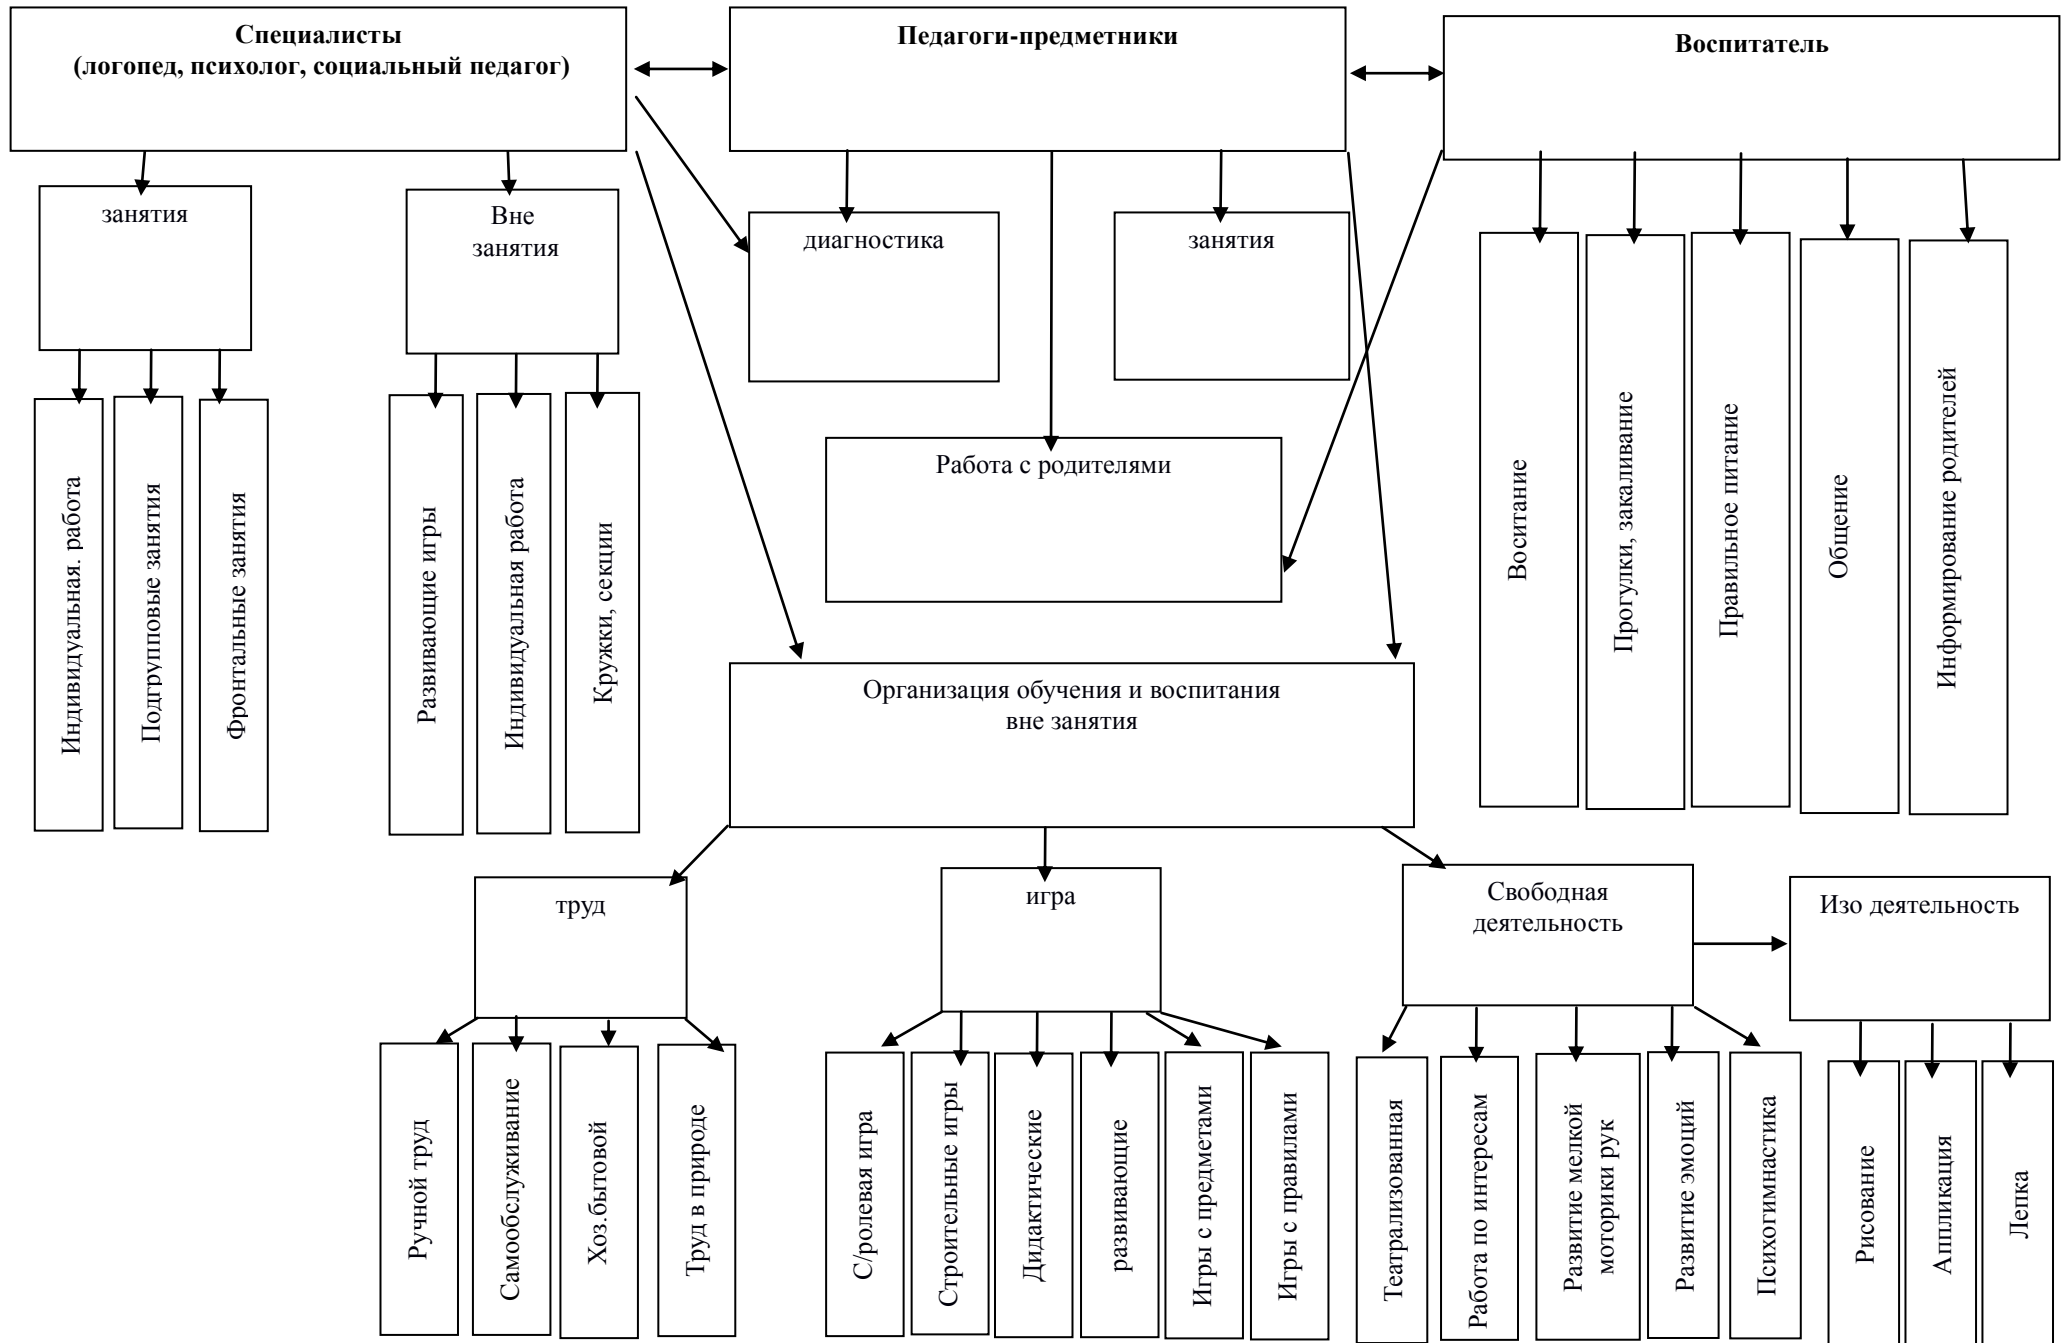 Специалисты
(логопед, психолог, социальный педагог)
Педагоги-предметники
Воспитатель
занятия
Вне
занятия
диагностика
занятия
Работа с родителями
Индивидуальная. работа
Подгрупповые занятия
Фронтальные занятия
Развивающие игры
Индивидуальная работа
Кружки, секции
Воситание
Прогулки, закаливание
Правильное питание
Общение
Информирование родителей
Организация обучения и воспитания
вне занятия
труд
игра
Свободная
деятельность
Изо деятельность
Ручной труд
Самообслуживание
Хоз.бытовой
Труд в природе
С/ролевая игра
Строительные игры
Дидактические
развивающие
Игры с предметами
Игры с правилами
Театрализованная
Работа по интересам
Развитие мелкой
моторики рук
Развитие эмоций
Психогимнастика
Рисование
Аппликация
Лепка